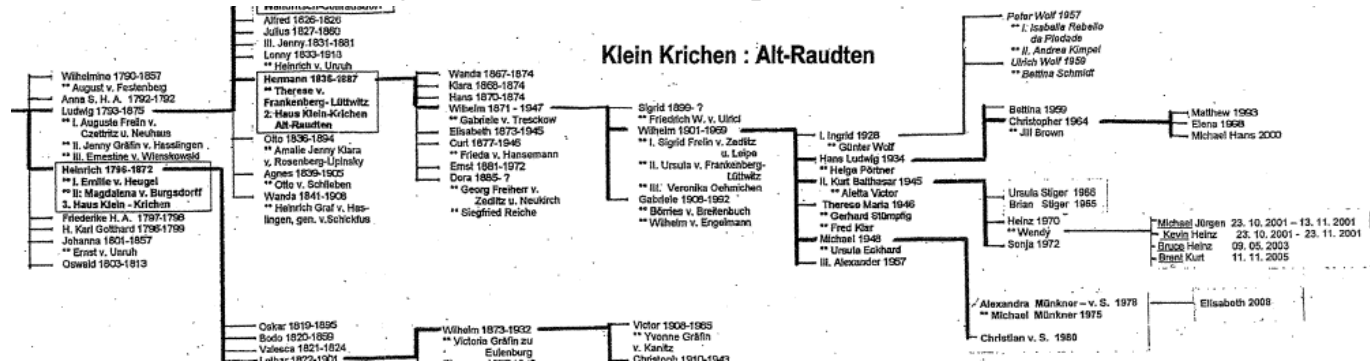 Klein Krichen : Alt-Raudten
Wilhelmine 1790-1857
** August v. Festenberg
Anna S. H. A. 1792-1792
Ludwig 1793-1875
** I. Auguste Freiin v.
Czettritz u. Neuhaus
** II. Jenny Gräfin v. Hasslingen
** III. Ernestine v. Wienskowski
Heinrich 1796-1872
** I. Emilie v. Heugel
** II: Magdalena v. Burgsdorff
3. Haus Klein - Krichen
Friederike H. A. 1797-1798
H. Karl Gotthard 1798-1799
Johanna 1801-1857
** Ernst v. Unruh
Oswald 1803-1813
Alfred 1826-1826
Julius 1827-1860
III. Jenny 1831-1881
Lonny 1833-1913
** Heinrich v. Unruh
Hermann 1835-1887
** Therese v.
Frankenberg- Lüttwitz
2. Haus Klein-Krichen
Alt-Raudten
Otto 1836-1894
** Amalie Jenny Klara
v. Rosenberg-Lipinsky
Agnes 1839-1905
** Otto v. Schlieben
Wanda 1841-1908
** Heinrich Graf v. Has-
lingen, gen. v.Schickfus
Oskar 1819-1895
Bodo 1820-1859
Valesca 1821-1824
Lothar 1822-1901
Wanda 1867-1874
Klara 1868-1874
Hans 1870-1874
Wilhelm 1871 - 1947
** Gabriele v. Tresckow
Elisabeth 1873-1945
Curt 1877-1945
** Frieda v. Hansemann
Ernst 1881-1972
Dora 1885- ?
** Georg Freiherr v.
Zedlitz u. Neukirch
** Siegfried Reiche
Wilhelm 1873-1932
** Victoria Gräfin zu
Eulenburg
Sigrid 1899- ?
** Friedrich W. v. Ulrici
Wilhelm 1901-1969
** I. Sigrid Freiin v. Zedlitz
u. Leipe
** II. Ursula v. Frankenberg-
Lüttwitz
** III. Veronika Oehmichen
Gabriele 1908-1992
** Börries v. Breitenbuch
** Wilhelm v. Engelmann
Victor 1908-1965
** Yvonne Gräfin
v. Kanitz
Christoph 1910-1943
I. Ingrid 1928
** Günter Wolf
Hans Ludwig 1934
** Helga Pörtner
II. Kurt Balthasar 1945
** Aletta Victor
Therese Maria 1946
** Gerhard Stümpfig
** Fred Klar
Michael 1948
** Ursula Eckhard
III. Alexander 1957
Peter Wolf 1957
** I. Isabella Rebello
da Piedade
** II. Andrea Kimpel
Ulrich Wolf 1959
** Bettina Schmidt
Bettina 1959
Christopher 1964
** Jill Brown
Ursula Stiger 1966
Brian Stiger 1965
Heinz 1970
** Wendy
Sonja 1972
Alexandra Münkner – v. S. 1978
** Michael Münkner 1975
Christian v. S. 1980
Matthew 1993
Elena 1998
Michael Hans 2000
Michael Jürgen 23. 10. 2001 – 13. 11. 2001
Kevin Heinz 23. 10. 2001 - 23. 11. 2001
Bruce Heinz 09. 05. 2003
Brent Kurt 11. 11. 2005
Elisabeth 2008